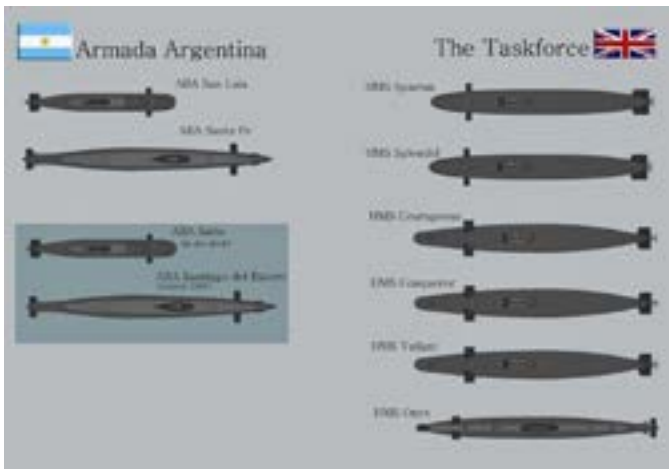 Armada Argentina
The Taskforce
ARA San Luis
ARA Santa Fe
ARA Salta
ARA Santiago del Estero
HMS Spartan
HMS Splendid
HMS Courageous
HMS Conqueror
HMS Valiant
HMS Onyx